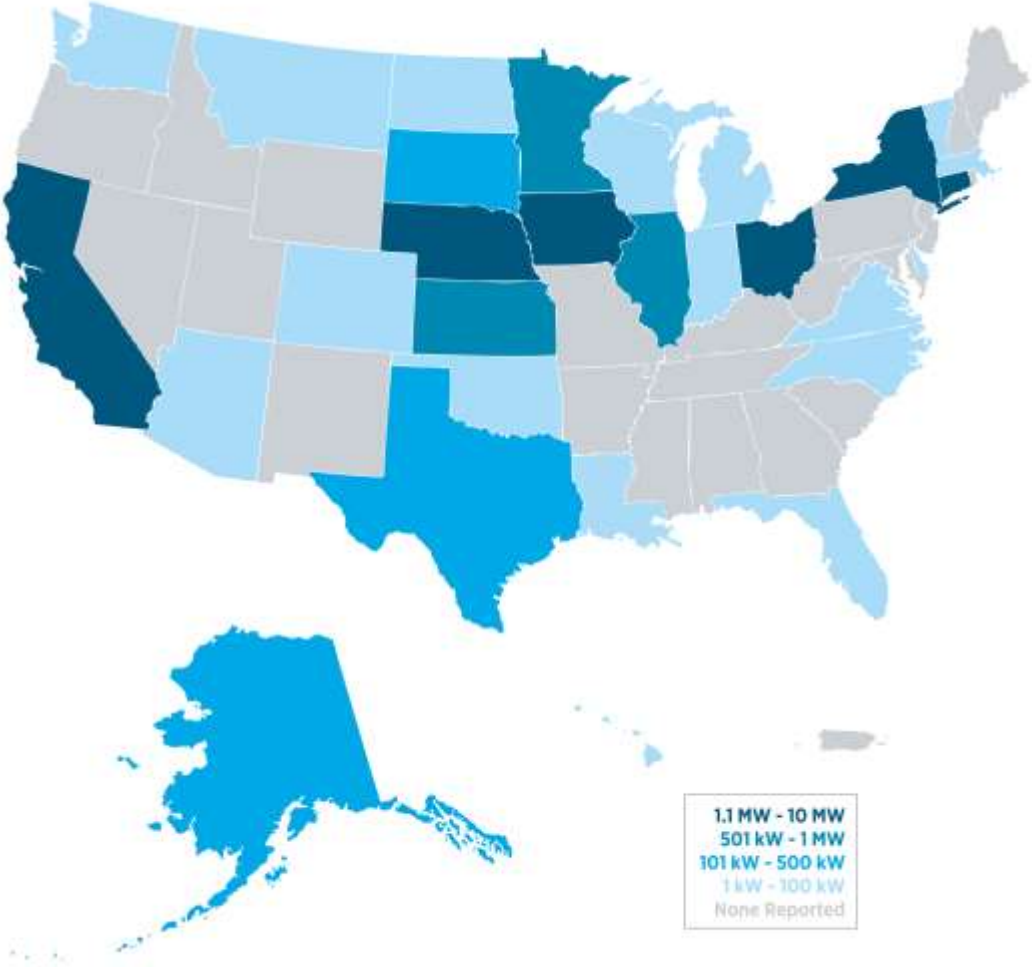 1.1 MW - 10 MW
501 kW - 1 MW
101 kW - 500 kW
1 kW - 100 kW
None Reported